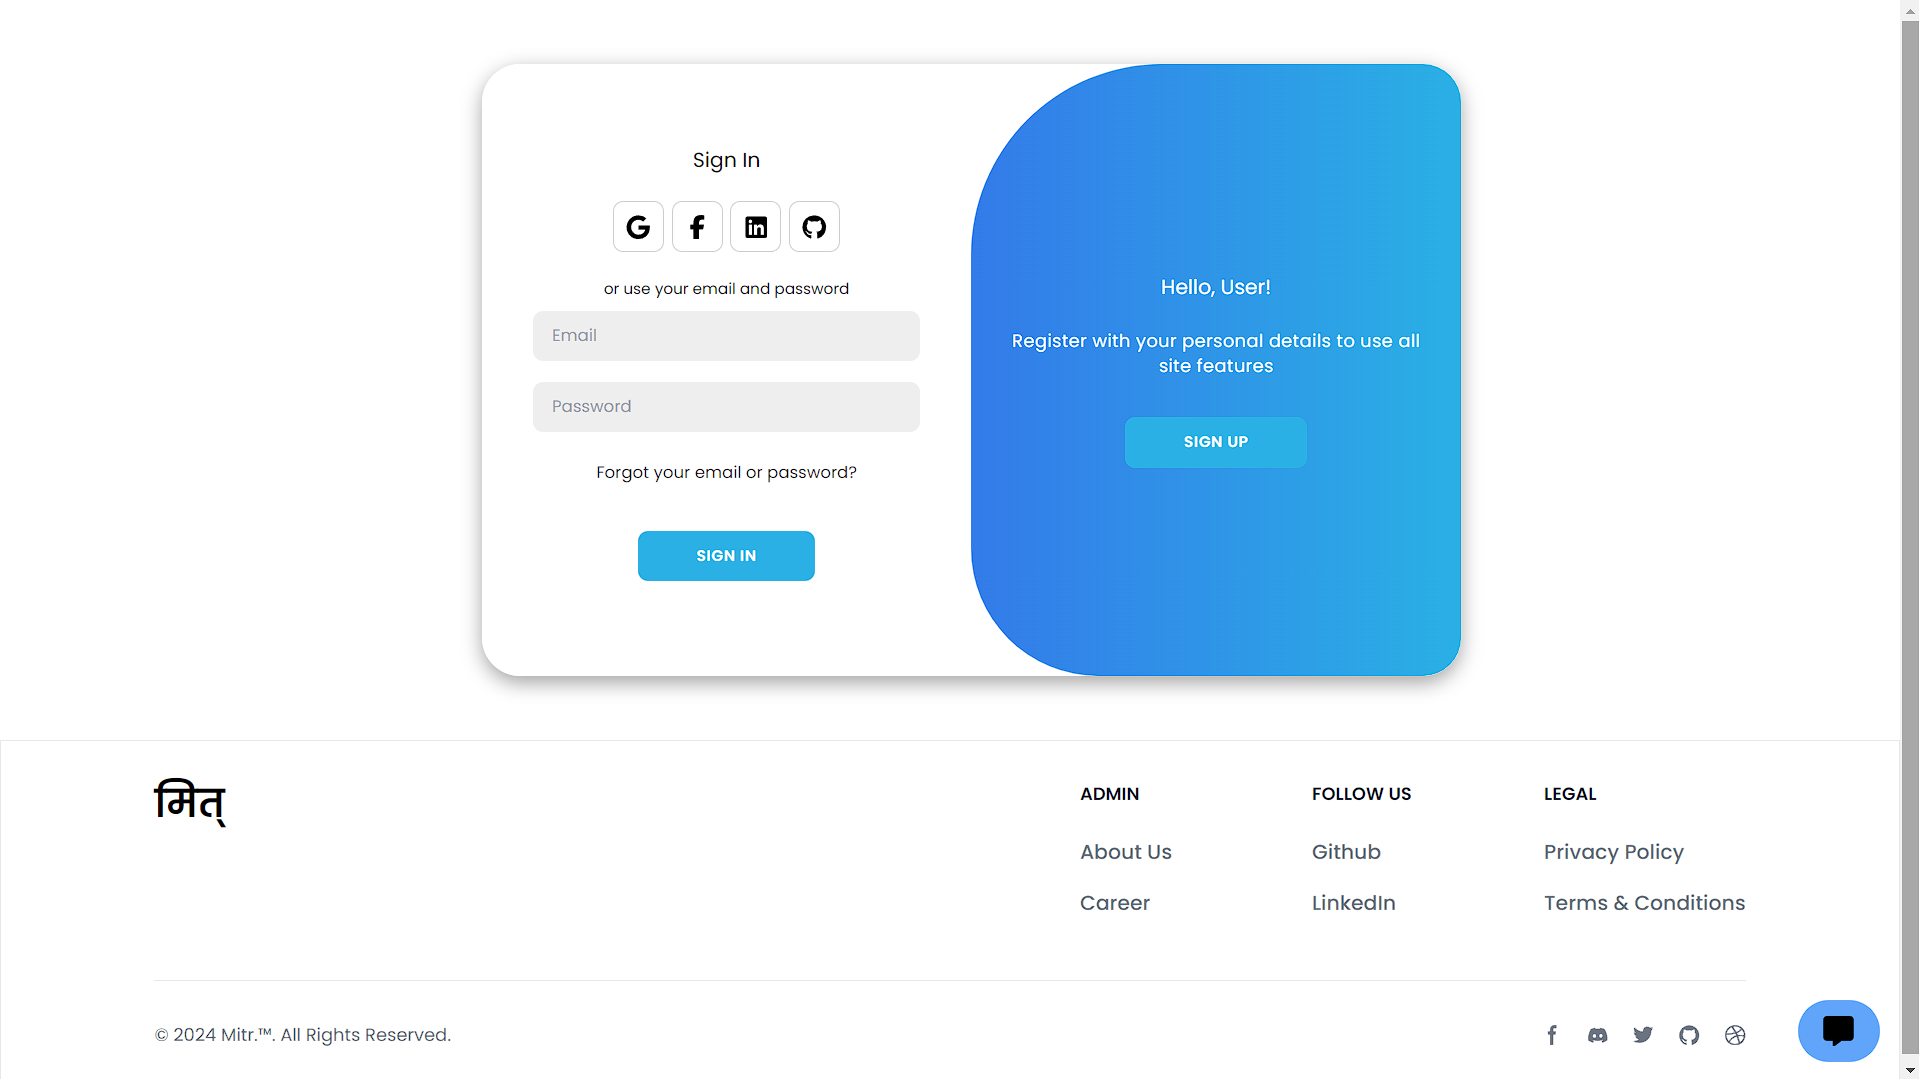 Sign In
or use your email and password
Email
Password
Forgot your email or password?
SIGN IN
Hello, User!
Register with your personal details to use all
site features
SIGN UP
मित्
ADMIN
About Us
Career
FOLLOW US
Github
LinkedIn
LEGAL
Privacy Policy
Terms & Conditions
© 2024 Mitr.™. All Rights Reserved.